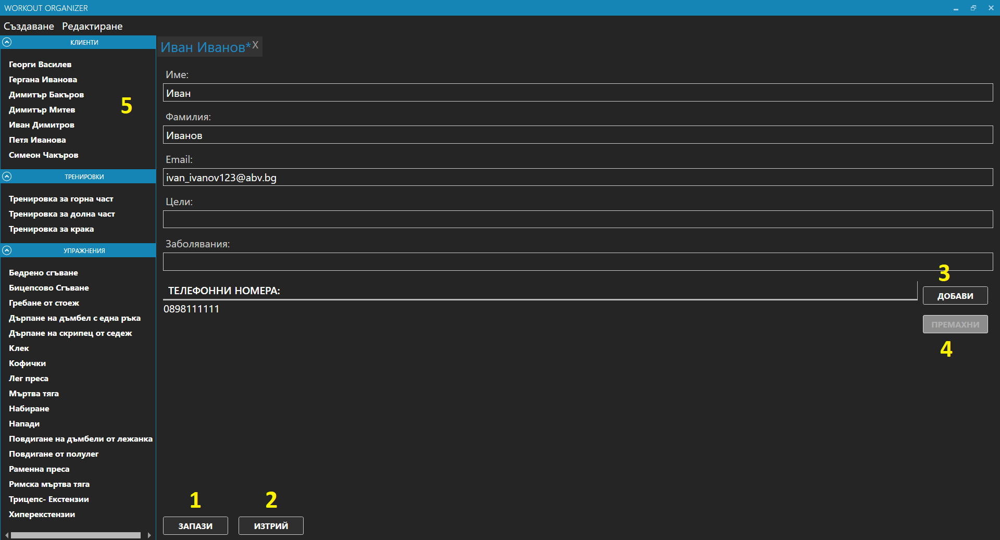 WORKOUT ORGANIZER
Създаване Редактиране
КЛИЕНТИ
Георги Василев
Гергана Иванова
Димитър Бакъров
5
Димитър Митев
Иван Димитров
Петя Иванова
Симеон Чакъров
ТРЕНИРОВКИ
Тренировка за горна част
Тренировка за долна част
Тренировка за крака
УПРАЖНЕНИЯ
Бедрено сгъване
Бицепсово Сгъване
Гребане от стоеж
Дърпане на дъмбел с една ръка
Дърпане на скрипец от седеж
Клек
Кофички
Лег преса
Мъртва тяга
Набиране
Напади
Повдигане на дъмбели от лежанка
Повдигане от полулег
Раменна преса
Римска мъртва тяга
Трицепс- Екстензии
Хиперекстензии
Иван Иванов* X
Име:
Иван
Фамилия:
Иванов
Email:
ivan_ivanov123@abv.bg
Цели:
Заболявания:
3
ТЕЛЕФОННИ НОМЕРА:
ДОБАВИ
0898111111
ПРЕМАХНИ
4
1 2
ЗАПАЗИ ИЗТРИЙ